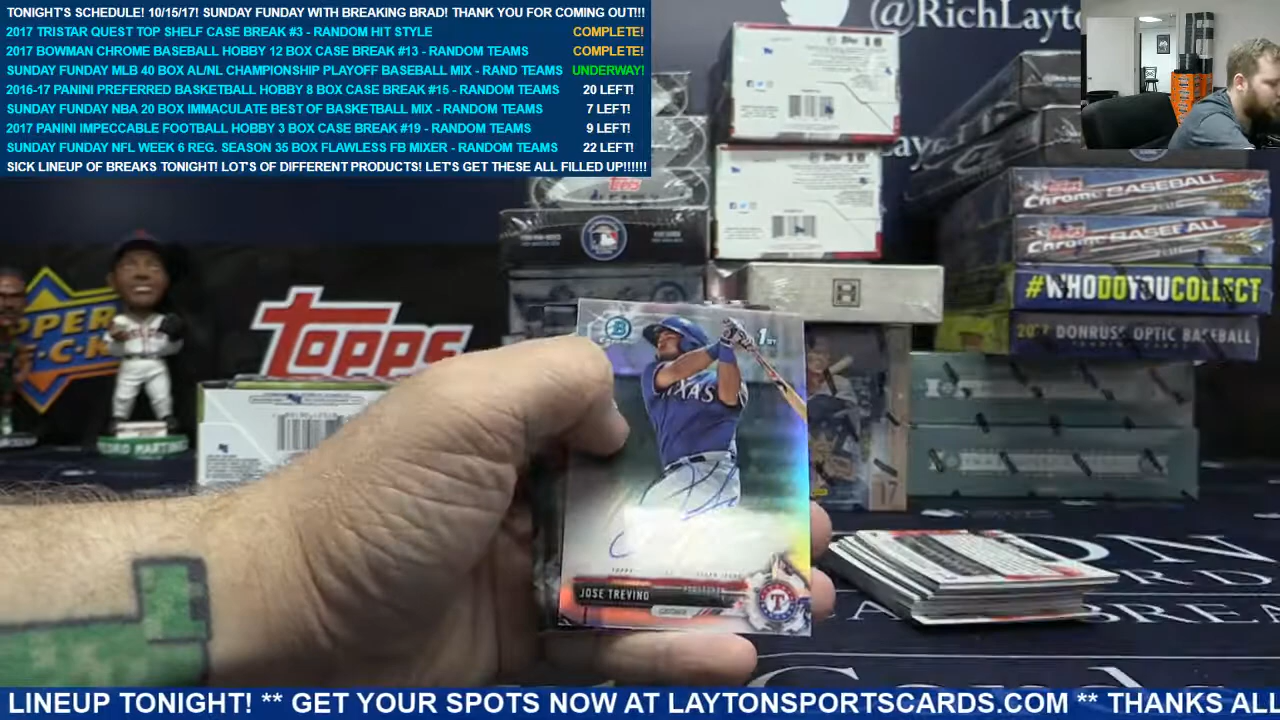 TONIGHT'S SCHEDULE! 10/15/17! SUNDAY FUNDAY WITH BREAKING BRAD! THANK YOU FOR COMING OUT!!!
2017 TRISTAR QUEST TOP SHELF CASE BREAK #3 - RANDOM HIT STYLE COMPLETE!
2017 BOWMAN CHROME BASEBALL HOBBY 12 BOX CASE BREAK #13 - RANDOM TEAMS COMPLETE!
SUNDAY FUNDAY MLB 40 BOX AL/NL CHAMPIONSHIP PLAYOFF BASEBALL MIX - RAND TEAMS UNDERWAY!
2016-17 PANINI PREFERRED BASKETBALL HOBBY 8 BOX CASE BREAK #15 - RANDOM TEAMS 20 LEFT!
SUNDAY FUNDAY NBA 20 BOX IMMACULATE BEST OF BASKETBALL MIX - RANDOM TEAMS 7 LEFT!
2017 PANINI IMPECCABLE FOOTBALL HOBBY 3 BOX CASE BREAK #19 - RANDOM TEAMS 9 LEFT!
SUNDAY FUNDAY NFL WEEK 6 REG. SEASON 35 BOX FLAWLESS FB MIXER - RANDOM TEAMS 22 LEFT!
SICK LINEUP OF BREAKS TONIGHT! LOT'S OF DIFFERENT PRODUCTS! LET'S GET THESE ALL FILLED UP!!!!!!
@RichLayto
Topps
Chrome BASEBALL
Chrome BASEBALL
#WHODOYOUCOLLECT
2017 DONRUSS OPTIC BASEBALL
TOPPS
1ST
TEXAS
17
JOSE TREVINO
T
LINEUP TONIGHT! ** GET YOUR SPOTS NOW AT LAYTONSPORTSCARDS.COM ** THANKS ALL